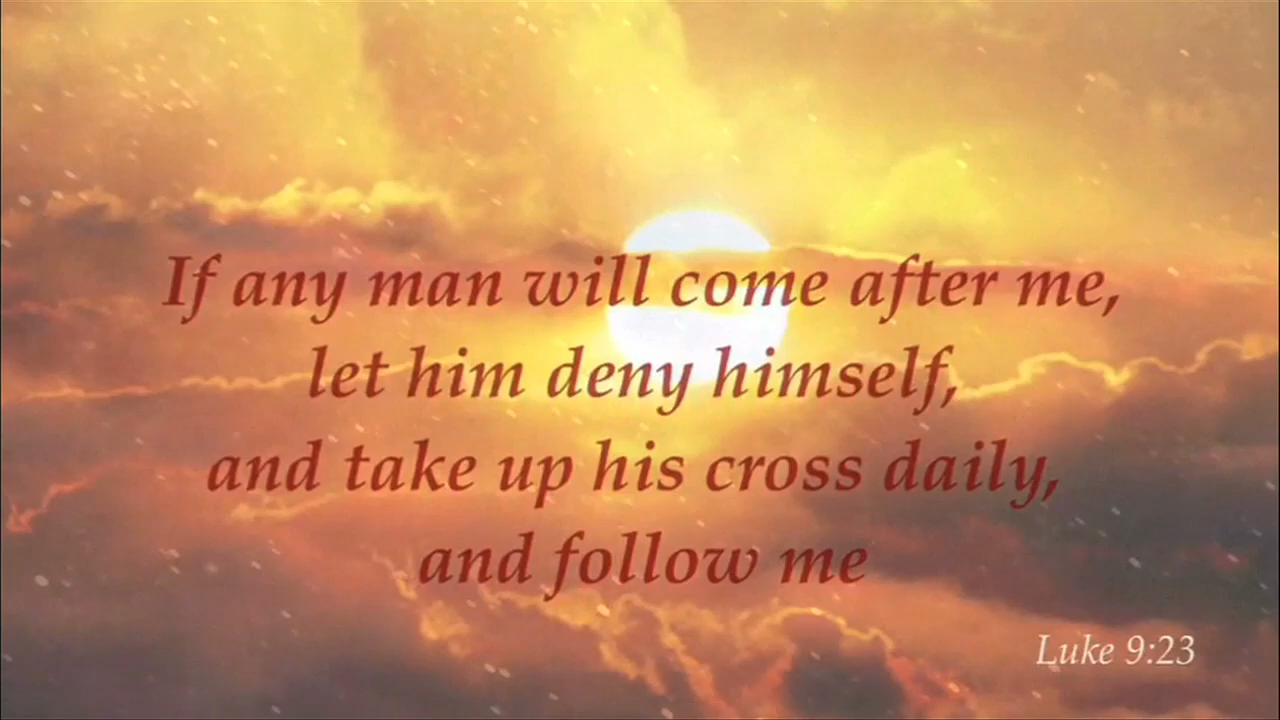 If any man will come after me,
let him deny himself,
and take up his cross daily,
and follow me
Luke 9:23